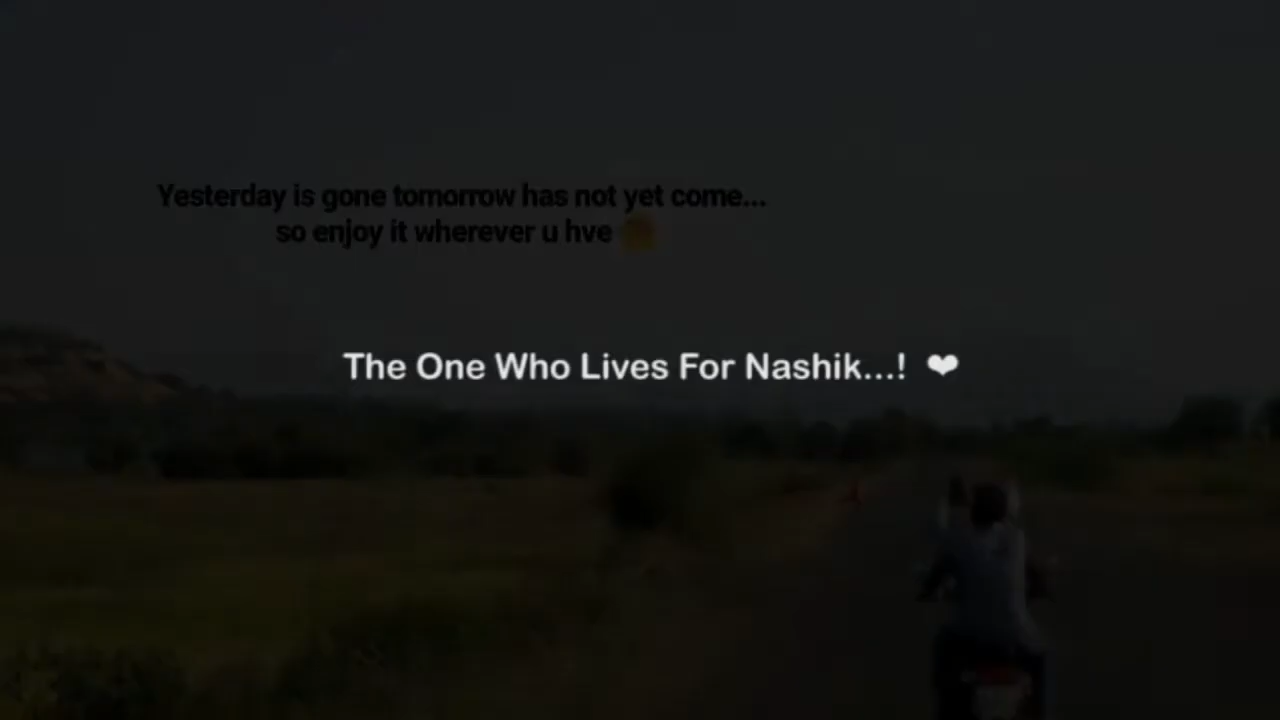 Yesterday is gone tomorrow has not yet come...
so enjoy it wherever u hve
The One Who Lives For Nashik...! ❤